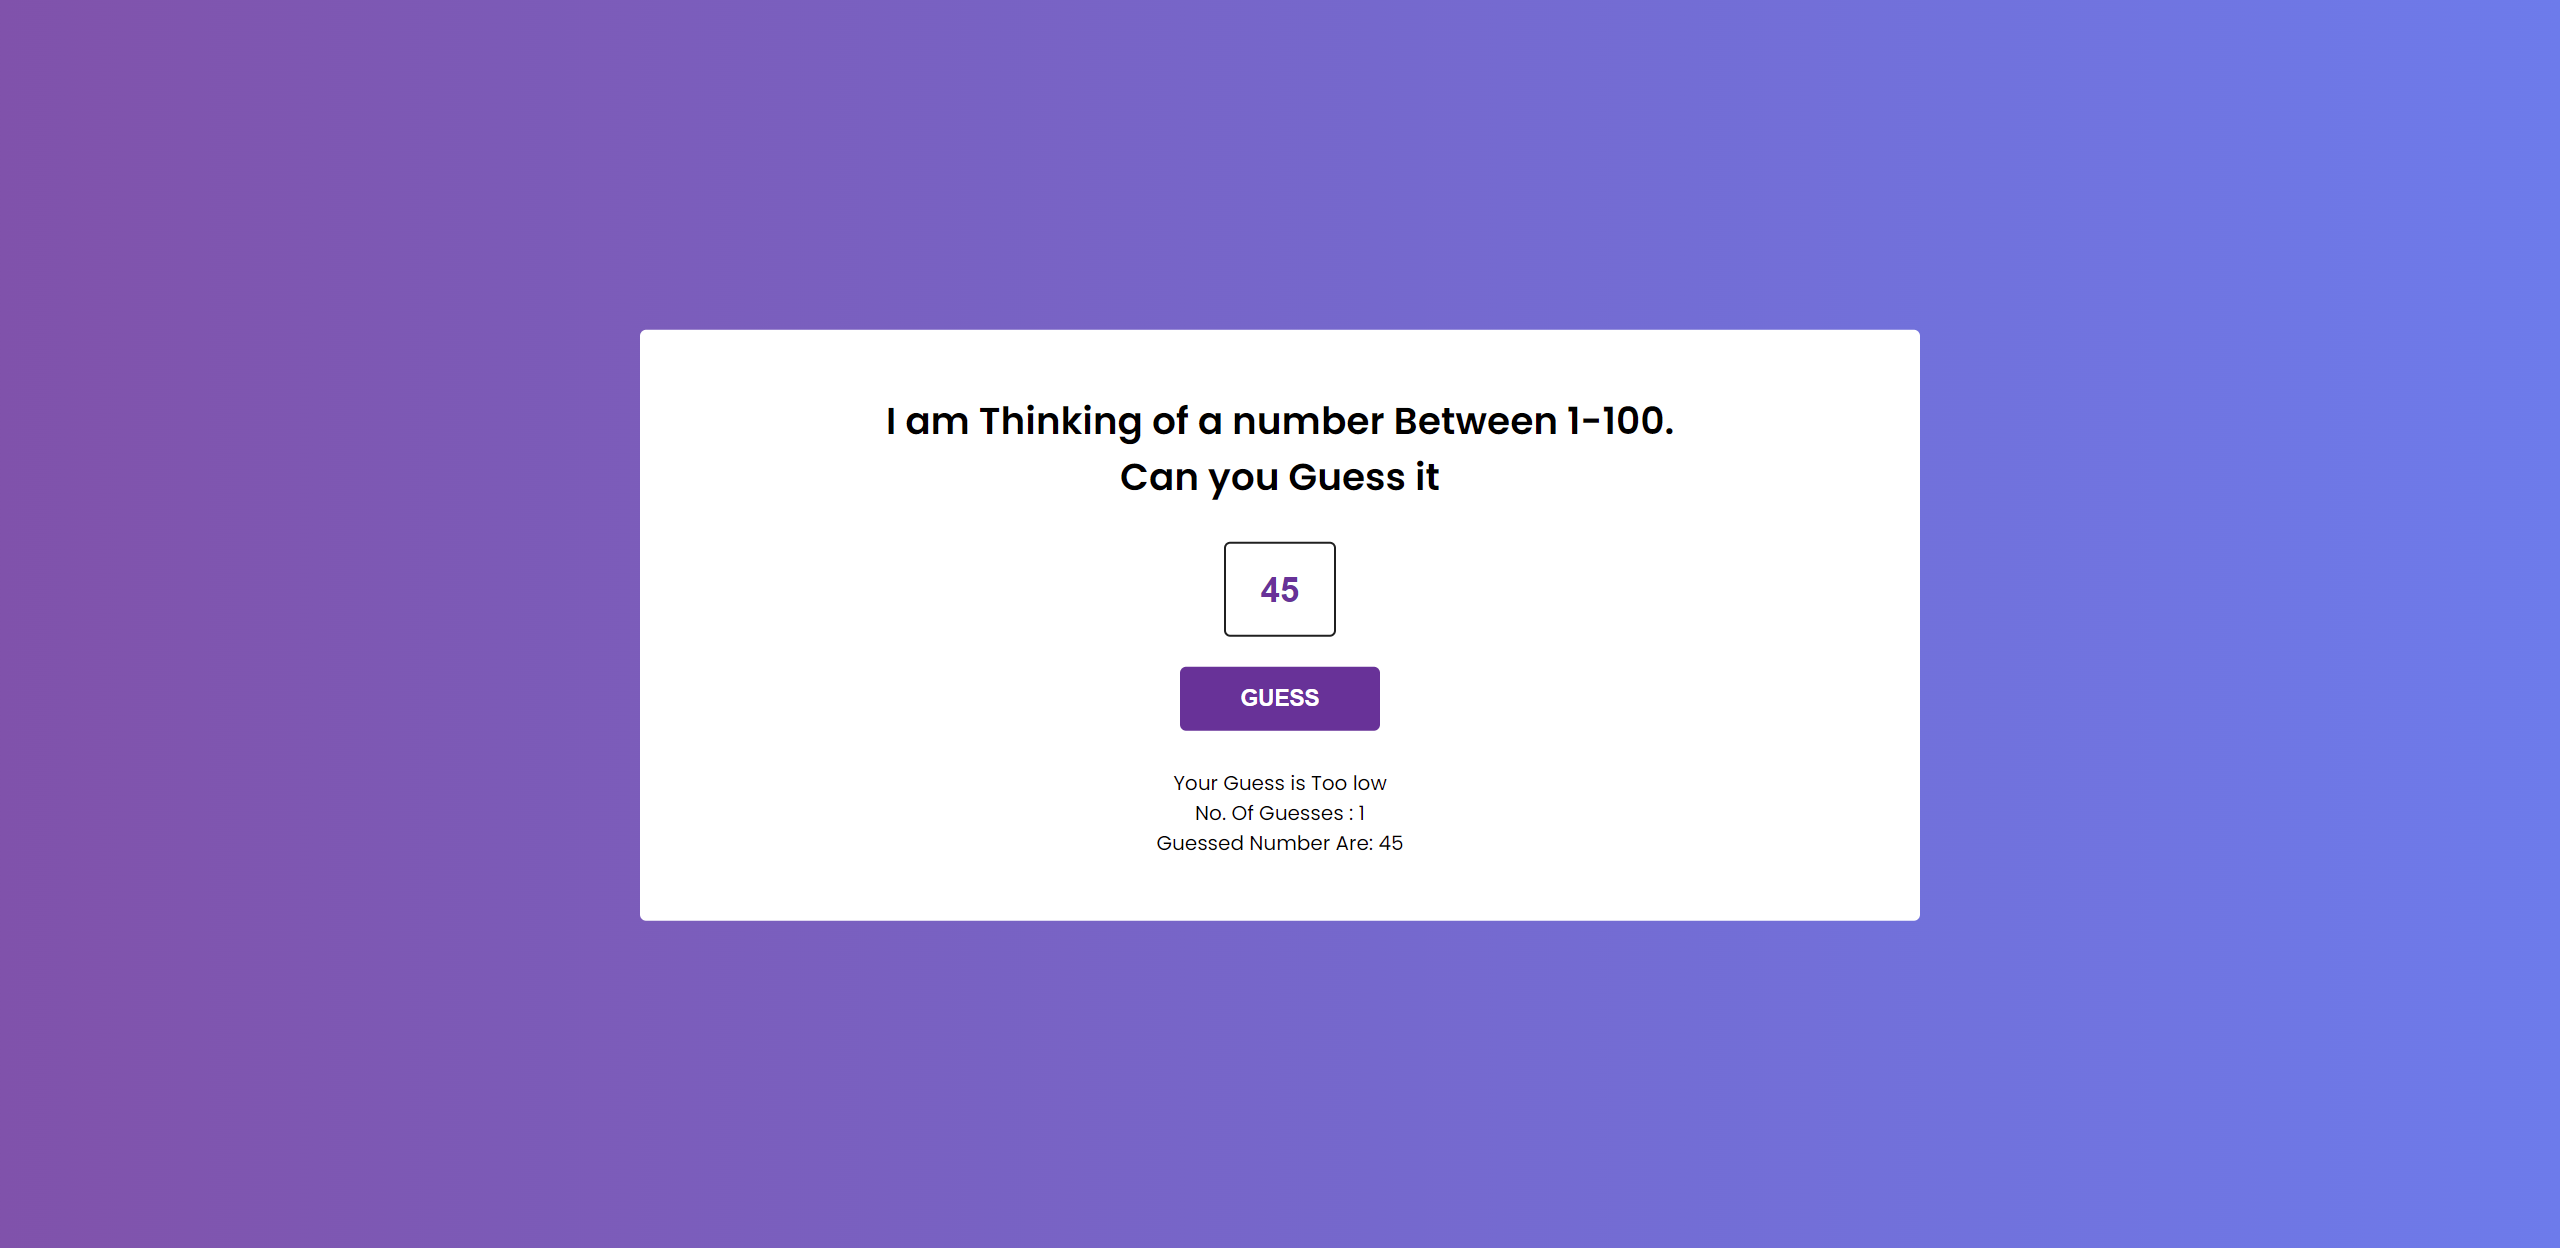 I am Thinking of a number Between 1-100.
Can you Guess it
45
GUESS
Your Guess is Too low
No. Of Guesses : 1
Guessed Number Are: 45